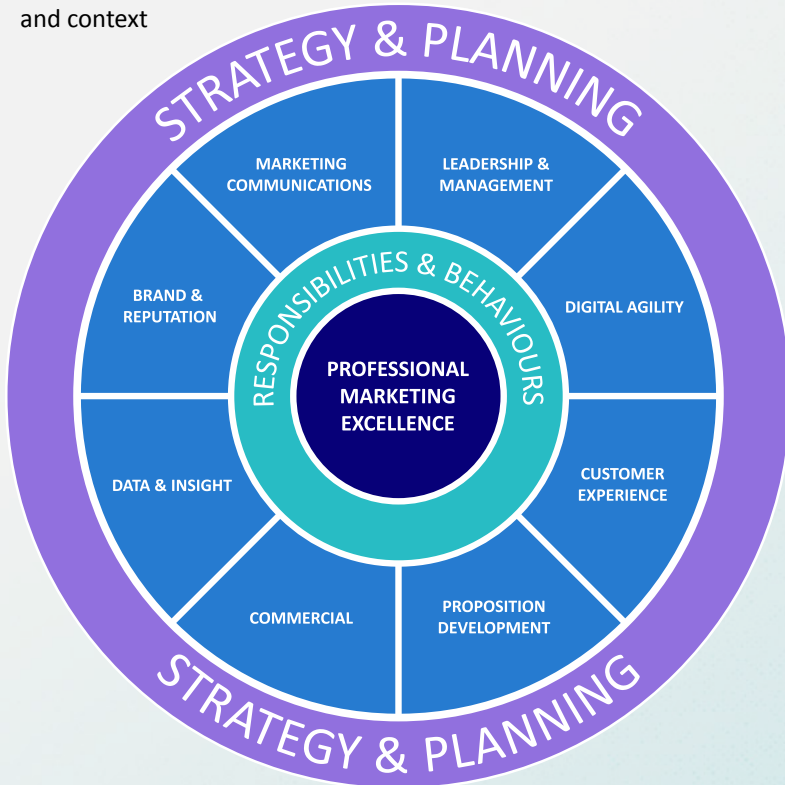 and context
STRATEGY & PLANNING
MARKETING
COMMUNICATIONS
LEADERSHIP &
MANAGEMENT
BRAND &
REPUTATION
DIGITAL AGILITY
RESPONSIBILITIES & BEHAVIOURS
PROFESSIONAL
MARKETING
EXCELLENCE
DATA & INSIGHT
CUSTOMER
EXPERIENCE
COMMERCIAL
PROPOSITION
DEVELOPMENT
STRATEGY & PLANNING